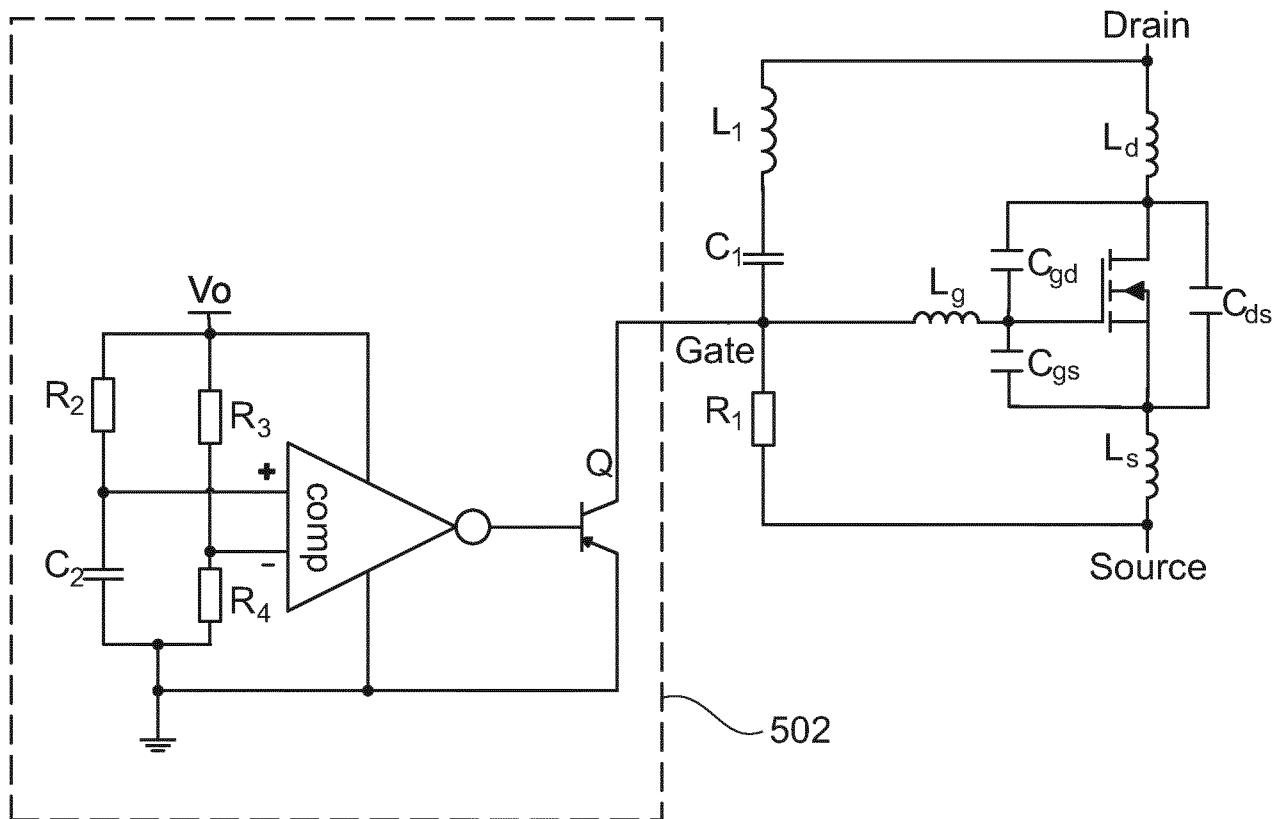 Drain
L1
Ld
C1
Cgd
Vo
Lg
Cds
Gate
Cgs
R2
R3
R1
+
Q
Ls
comp
C2
-
R4
Source
502